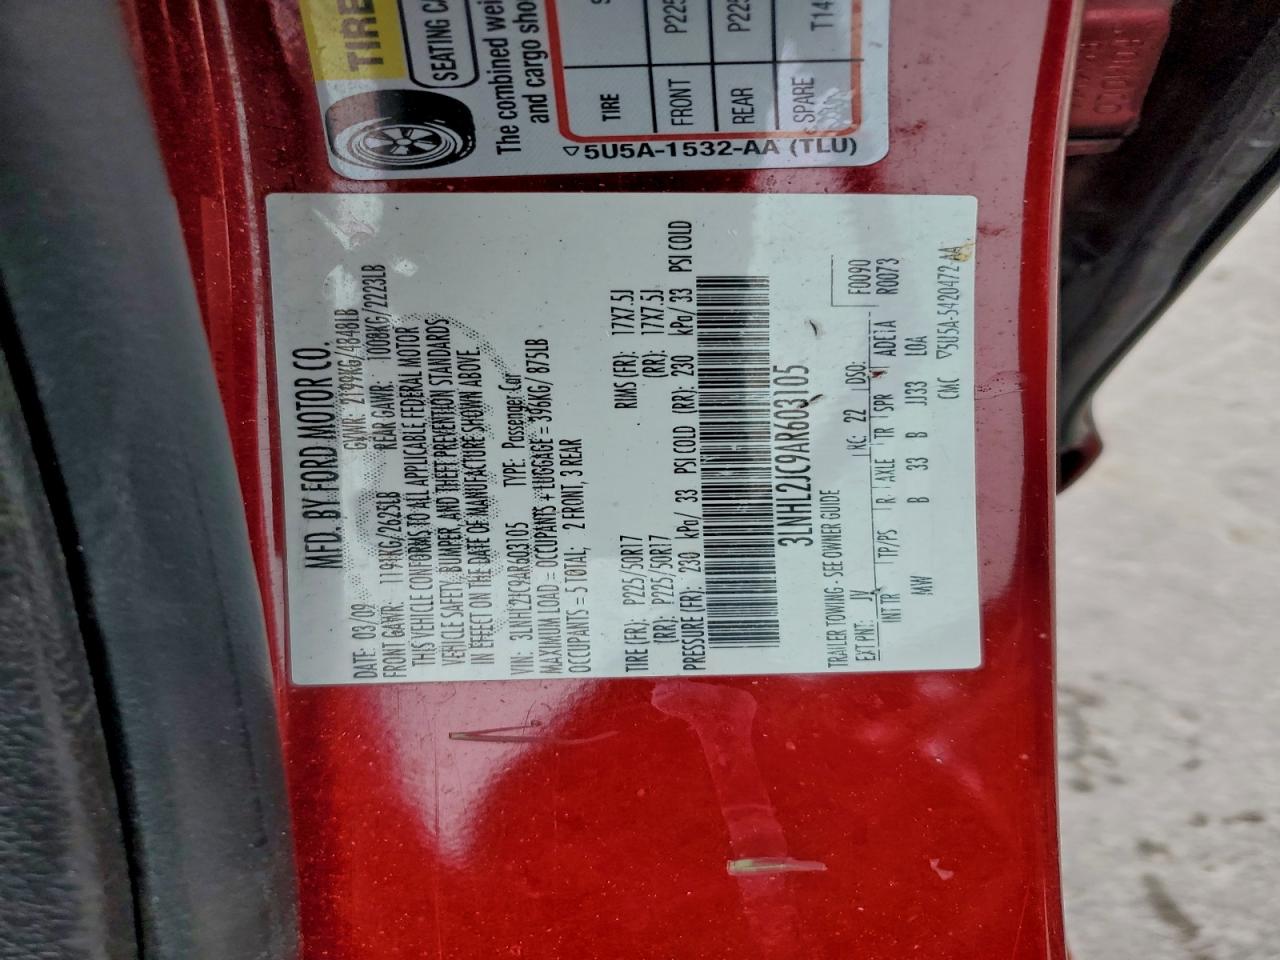 TIRE
SEATING CA
The combined wei
and cargo sho
TIRE S
FRONT P225
REAR P225
SPARE T14
5U5A-1532-AA (TLU)
MFD. BY FORD MOTOR CO.
DATE: 03/09 GVWR: 2199KG/4848LB
FRONT GAWR: 1191KG/2625LB REAR GAWR: 1008KG/2223LB
THIS VEHICLE CONFORMS TO ALL APPLICABLE FEDERAL MOTOR
VEHICLE SAFETY, BUMPER, AND THEFT PREVENTION STANDARDS
IN EFFECT ON THE DATE OF MANUFACTURE SHOWN ABOVE.
VIN: 3LNHL2JC9AR603105 TYPE: Passenger Car
MAXIMUM LOAD = OCCUPANTS + LUGGAGE = 396KG/ 875LB
OCCUPANTS = 5 TOTAL; 2 FRONT, 3 REAR
TIRE (FR): P225/50R17 RIMS (FR): 17X7.5J
(RR): P225/50R17 (RR): 17X7.5J
PRESSURE (FR): 230 kPa/ 33 PSI COLD (RR): 230 kPa/ 33 PSI COLD
3LNHL2JC9AR603105
TRAILER TOWING - SEE OWNER GUIDE
F0090
EXT PNT: JV RC: 22 DSO: R0073
INT TR TP/PS R AXLE TR SPR ADE1A
MW B 33 B JJ33 L0A
CMC 5U5A-5420472-AA